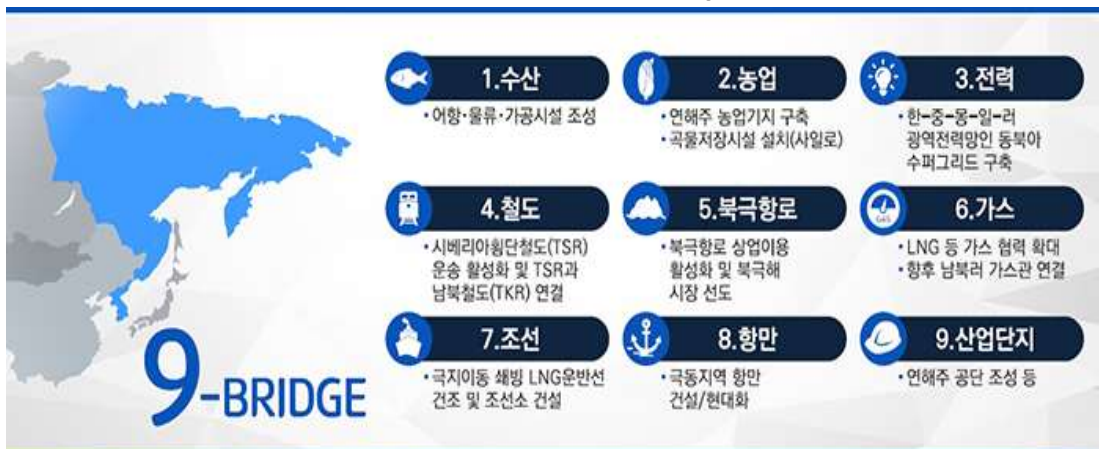 1.수산
• 어항·물류·가공시설 조성
2.농업
• 연해주 농업기지 구축
• 곡물저장시설 설치(사일로)
3.전력
• 한-중-몽-일-러
광역전력망인 동북아
수퍼그리드 구축
4.철도
• 시베리아횡단철도(TSR)
운송 활성화 및 TSR과
남북철도(TKR) 연결
5.북극항로
• 북극항로 상업이용
활성화 및 북극해
시장 선도
GAS
6.가스
• LNG 등 가스 협력 확대
• 향후 남북러 가스관 연결
7.조선
• 극지이동 쇄빙 LNG운반선
건조 및 조선소 건설
8.항만
• 극동지역 항만
건설/현대화
9.산업단지
• 연해주 공단 조성 등
9-BRIDGE